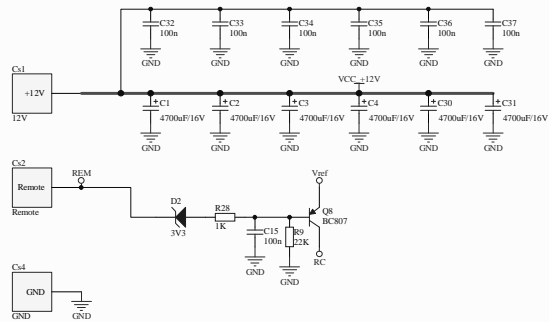 C32
100n
GND
C33
100n
GND
C34
100n
GND
C35
100n
GND
C36
100n
GND
C37
100n
GND
Cs1
+12V
12V
VCC_+12V
C1
4700uF/16V
GND
C2
4700uF/16V
GND
C3
4700uF/16V
GND
C4
4700uF/16V
GND
C30
4700uF/16V
GND
C31
4700uF/16V
GND
Cs2
Remote
Remote
REM
D2
3V3
R28
1K
C15
100n
GND
R9
22K
GND
Vref
Q8
BC807
RC
Cs4
GND
GND
GND